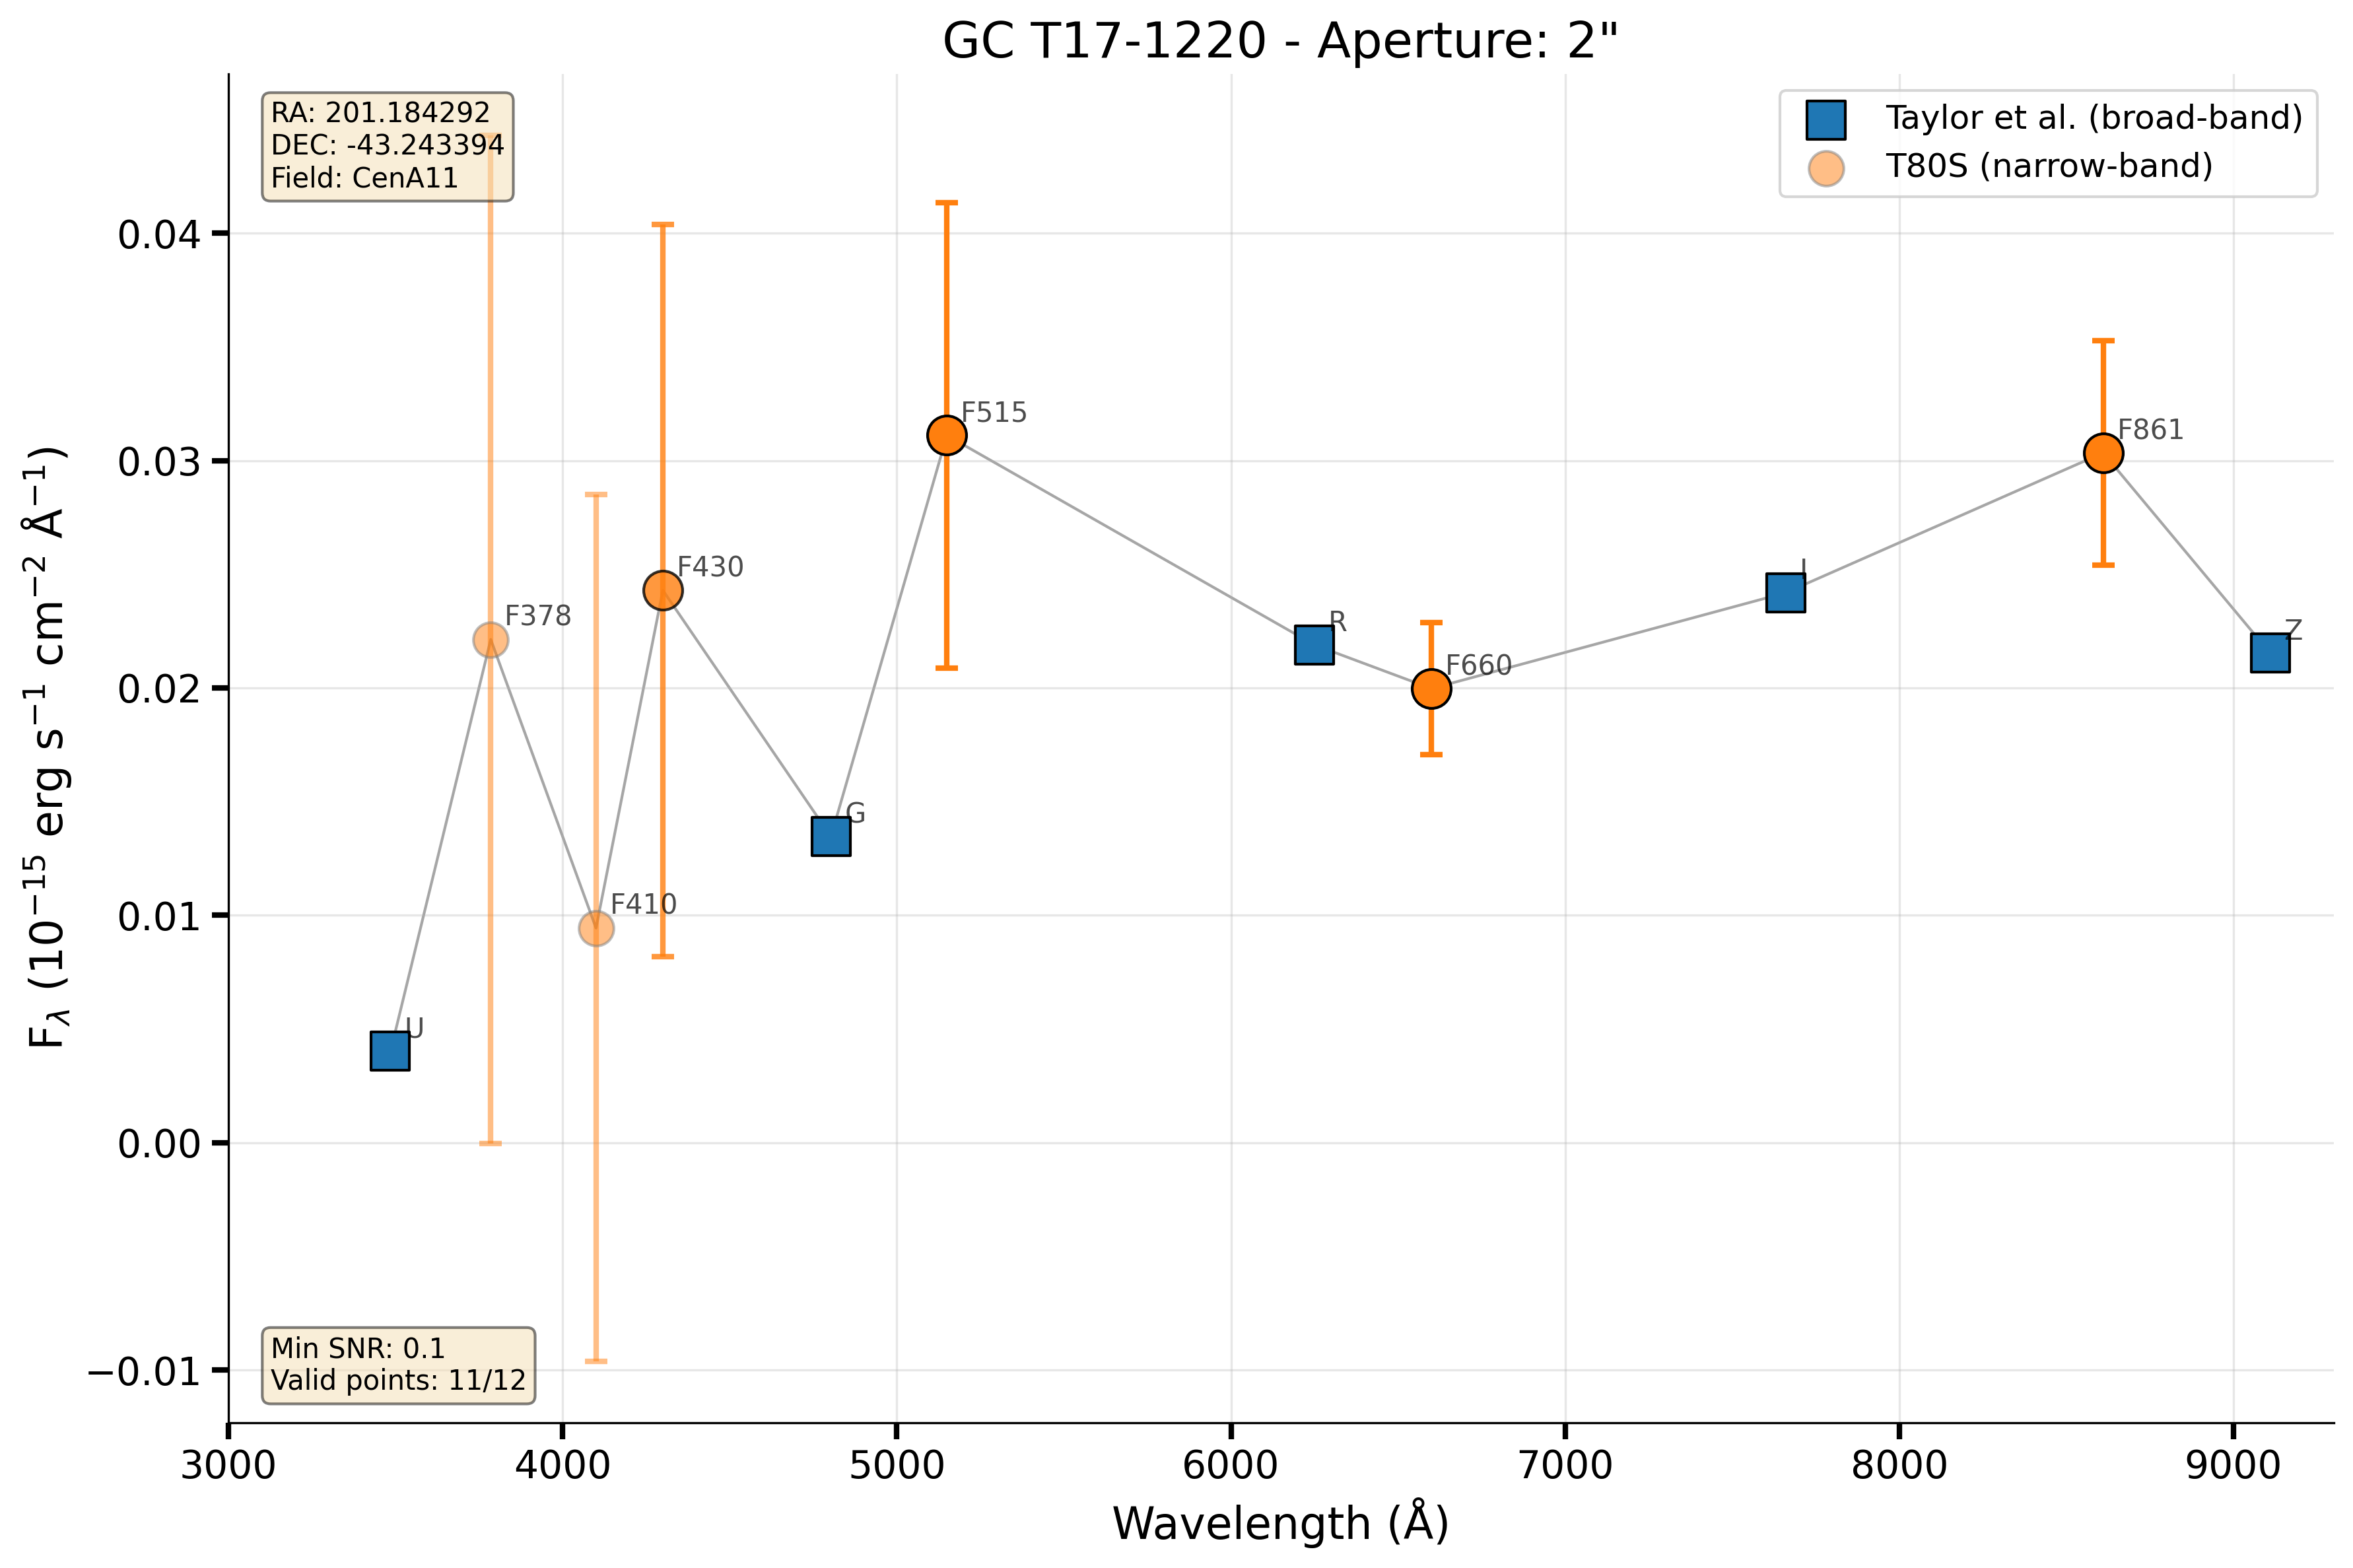 GC T17-1220 - Aperture: 2"
RA: 201.184292
DEC: -43.243394
Field: CenA11
Taylor et al. (broad-band)
T80S (narrow-band)
F_λ (10⁻¹⁵ erg s⁻¹ cm⁻² Å⁻¹)
0.04
0.03
0.02
0.01
0.00
−0.01
U
F378
F410
F430
G
F515
R
F660
I
F861
Z
Min SNR: 0.1
Valid points: 11/12
3000 4000 5000 6000 7000 8000 9000
Wavelength (Å)